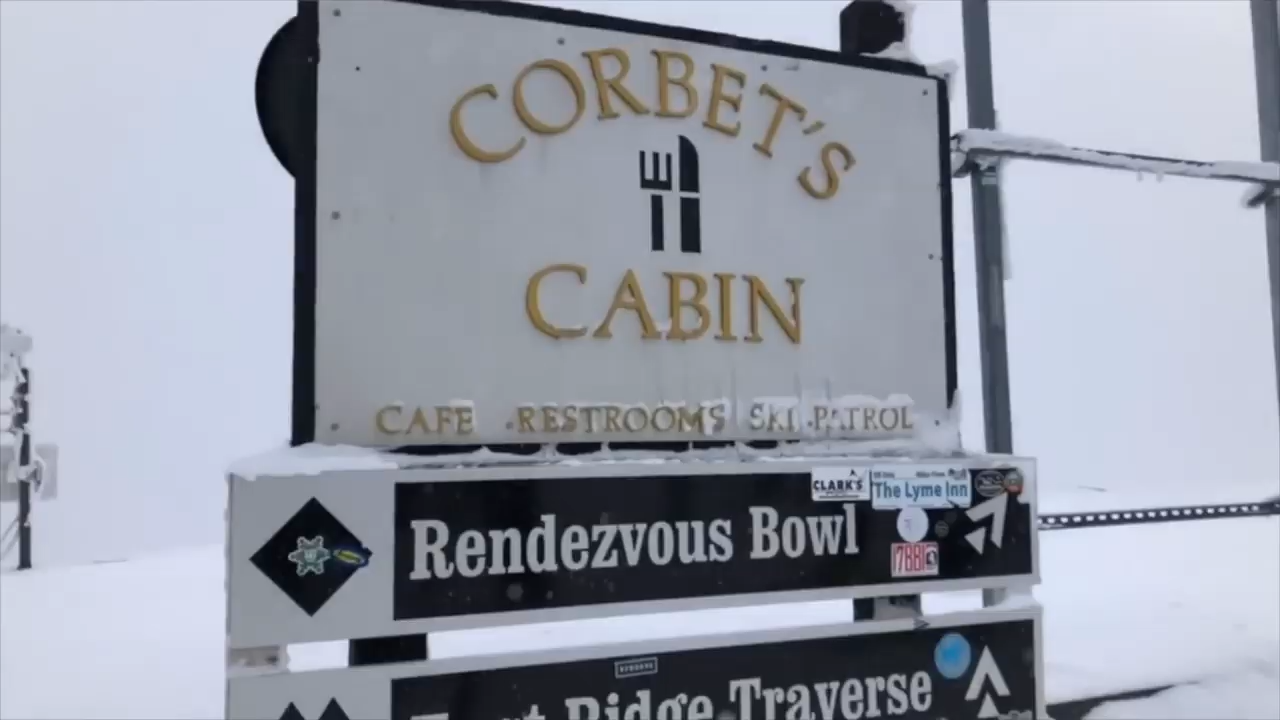 CORBET'S
CABIN
CAFE · RESTROOMS SKI · PATROL
CLARK'S
The Lyme Inn
Rendezvous Bowl
Ridge Traverse